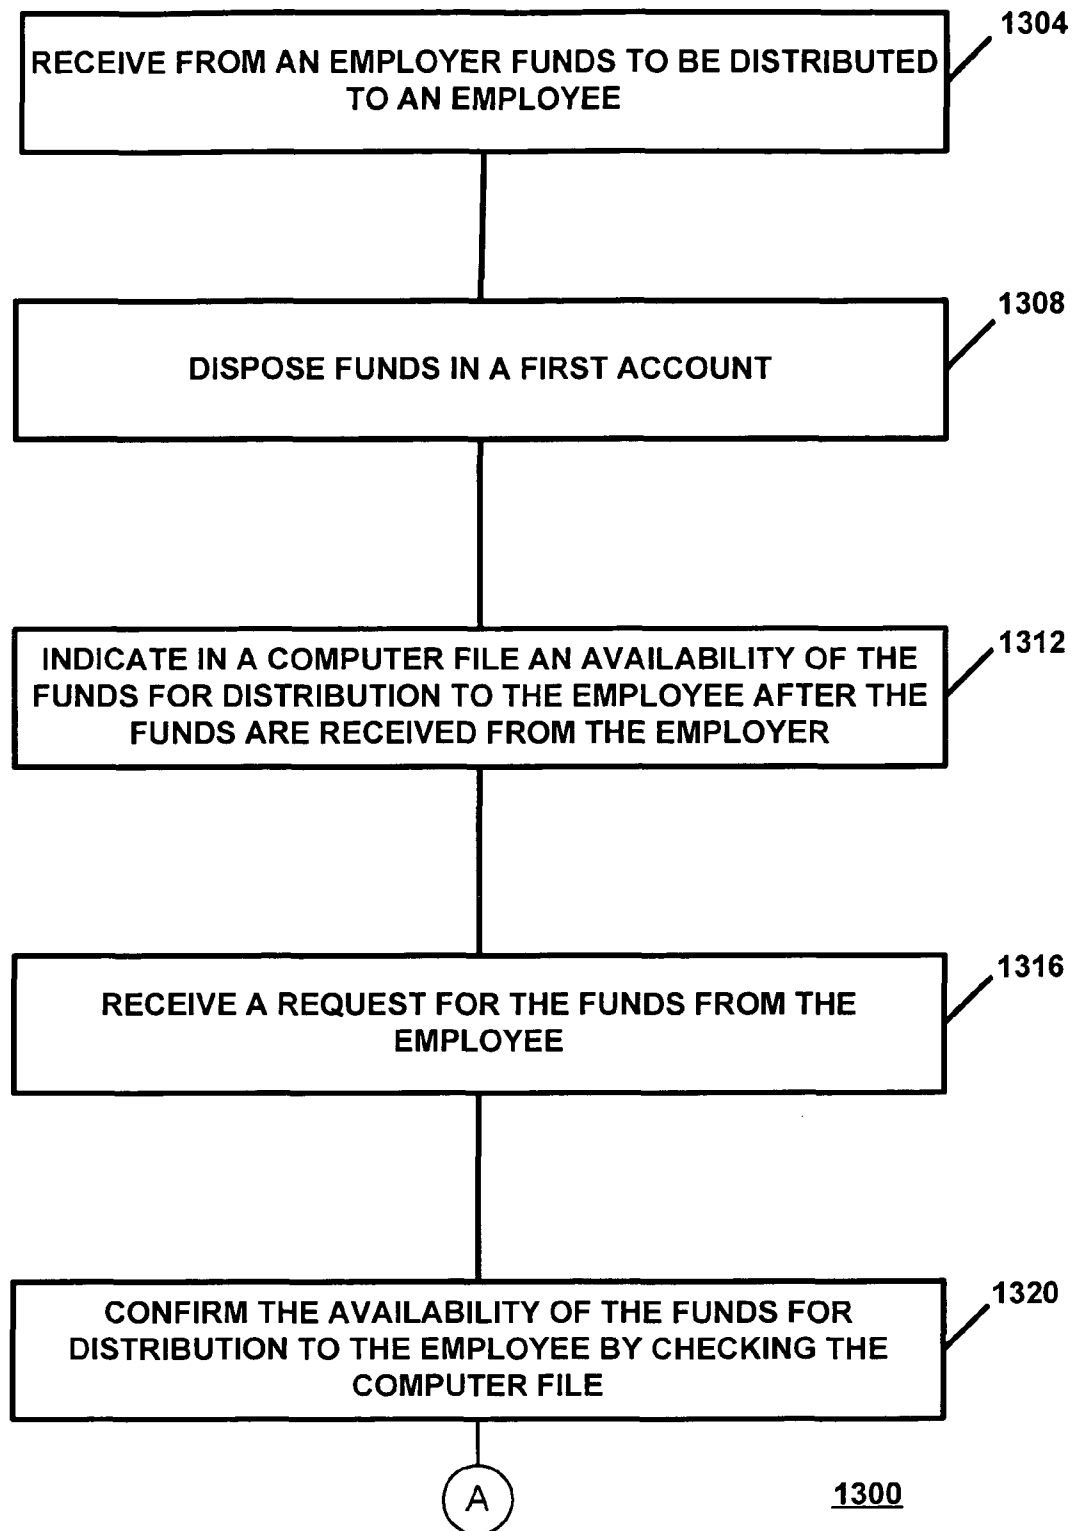 1304
RECEIVE FROM AN EMPLOYER FUNDS TO BE DISTRIBUTED
TO AN EMPLOYEE
1308
DISPOSE FUNDS IN A FIRST ACCOUNT
1312
INDICATE IN A COMPUTER FILE AN AVAILABILITY OF THE
FUNDS FOR DISTRIBUTION TO THE EMPLOYEE AFTER THE
FUNDS ARE RECEIVED FROM THE EMPLOYER
1316
RECEIVE A REQUEST FOR THE FUNDS FROM THE
EMPLOYEE
1320
CONFIRM THE AVAILABILITY OF THE FUNDS FOR
DISTRIBUTION TO THE EMPLOYEE BY CHECKING THE
COMPUTER FILE
A
1300